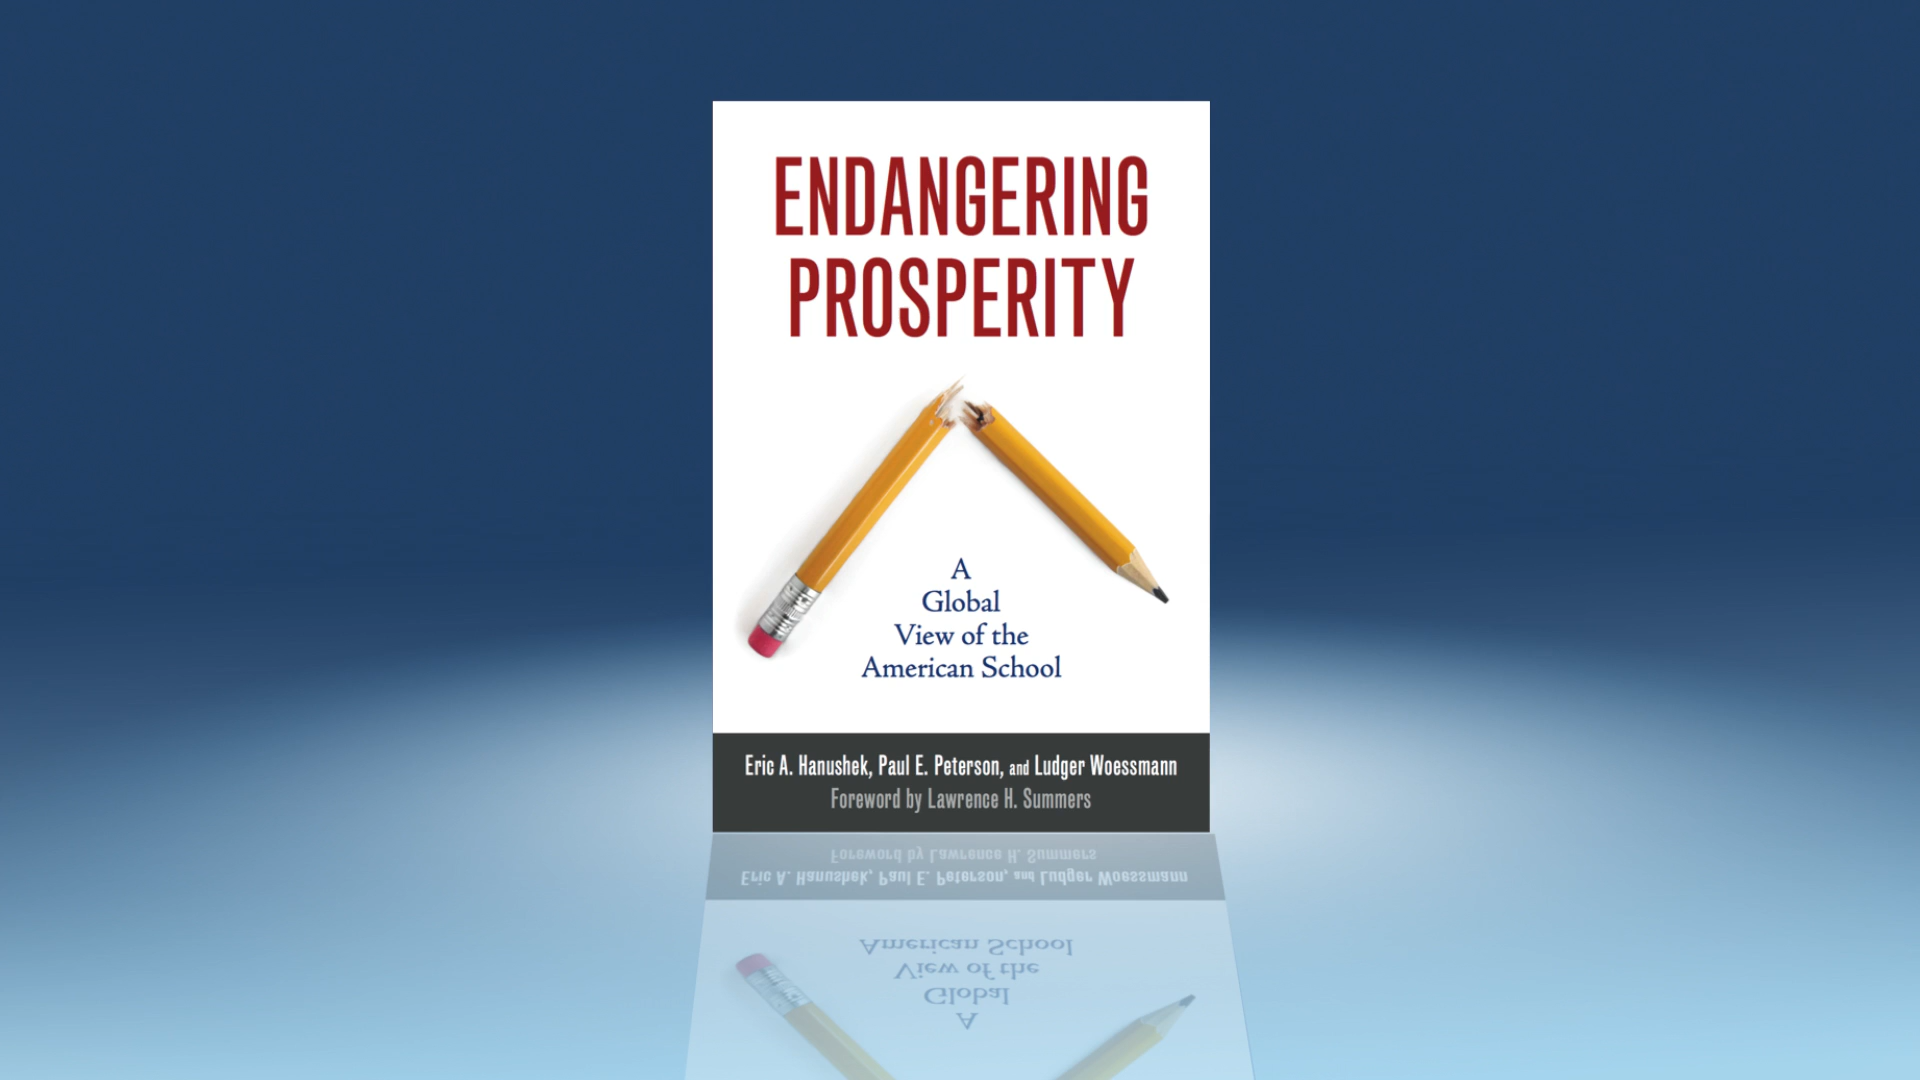 ENDANGERING
PROSPERITY
A
Global
View of the
American School
Eric A. Hanushek, Paul E. Peterson, and Ludger Woessmann
Foreword by Lawrence H. Summers